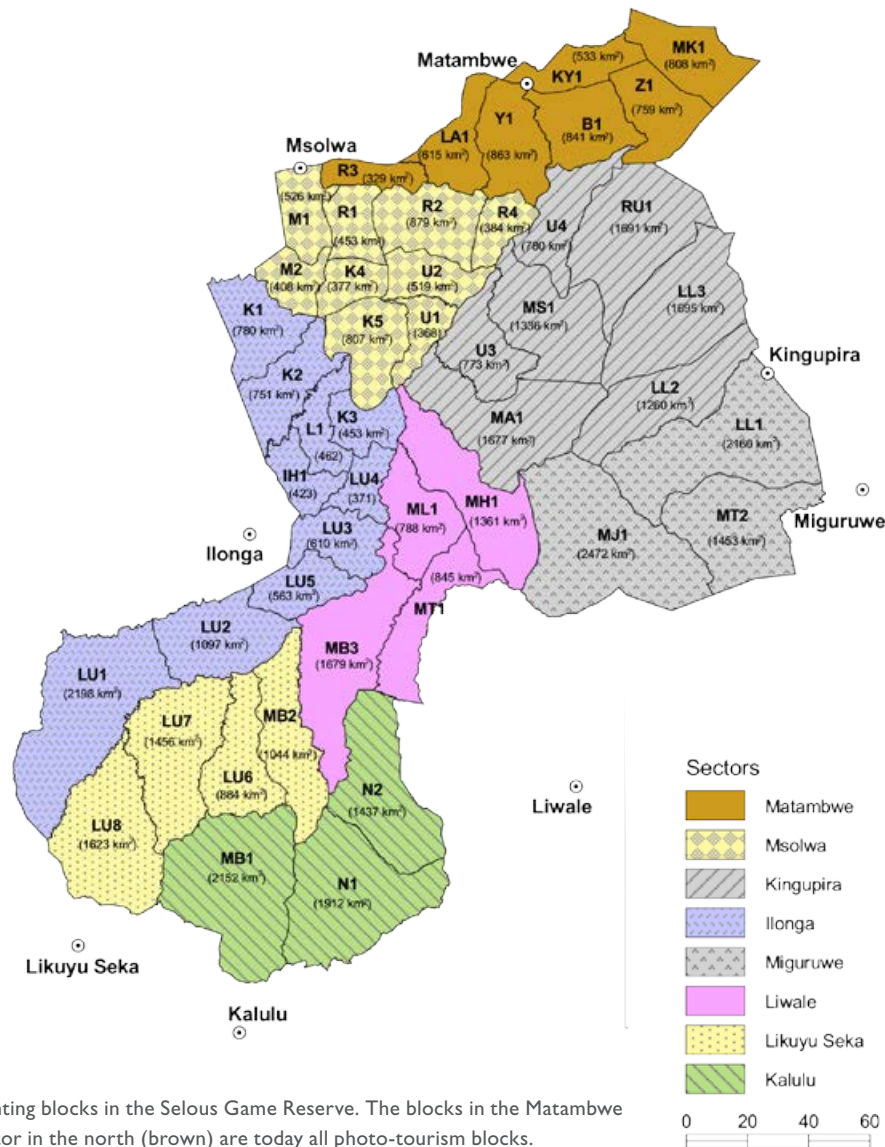 MK1
(808 km²)
(533 km²)
KY1
Matambwe
Z1
(759 km²)
Y1
(863 km²)
B1
(841 km²)
LA1
(615 km²)
Msolwa
R3 (329 km²)
(526 km²)
M1
R1
(453 km²)
R2
(879 km²)
R4
(384 km²)
U4
(780 km²)
RU1
(1691 km²)
M2
(408 km²)
K4
(377 km²)
U2
(519 km²)
K1
(780 km²)
K5
(807 km²)
U1
(368)
MS1
(1336 km²)
LL3
(1695 km²)
U3
(773 km²)
Kingupira
K2
(751 km²)
LL2
(1260 km²)
L1
(462)
K3
(453 km²)
MA1
(1677 km²)
LL1
(2160 km²)
IH1
(423)
LU4
(371)
ML1
(788 km²)
MH1
(1361 km²)
MT2
(1453 km²)
Miguruwe
Ilonga
LU3
(610 km²)
MJ1
(2472 km²)
LU5
(563 km²)
(845 km²)
MT1
LU2
(1097 km²)
MB3
(1679 km²)
LU1
(2198 km²)
LU7
(1456 km²)
MB2
(1044 km²)
LU6
(884 km²)
N2
(1437 km²)
Liwale
LU8
(1623 km²)
MB1
(2152 km²)
N1
(1912 km²)
Likuyu Seka
Kalulu
Sectors
Matambwe
Msolwa
Kingupira
Ilonga
Miguruwe
Liwale
Likuyu Seka
Kalulu
0 20 40 60
nting blocks in the Selous Game Reserve. The blocks in the Matambwe
tor in the north (brown) are today all photo-tourism blocks.